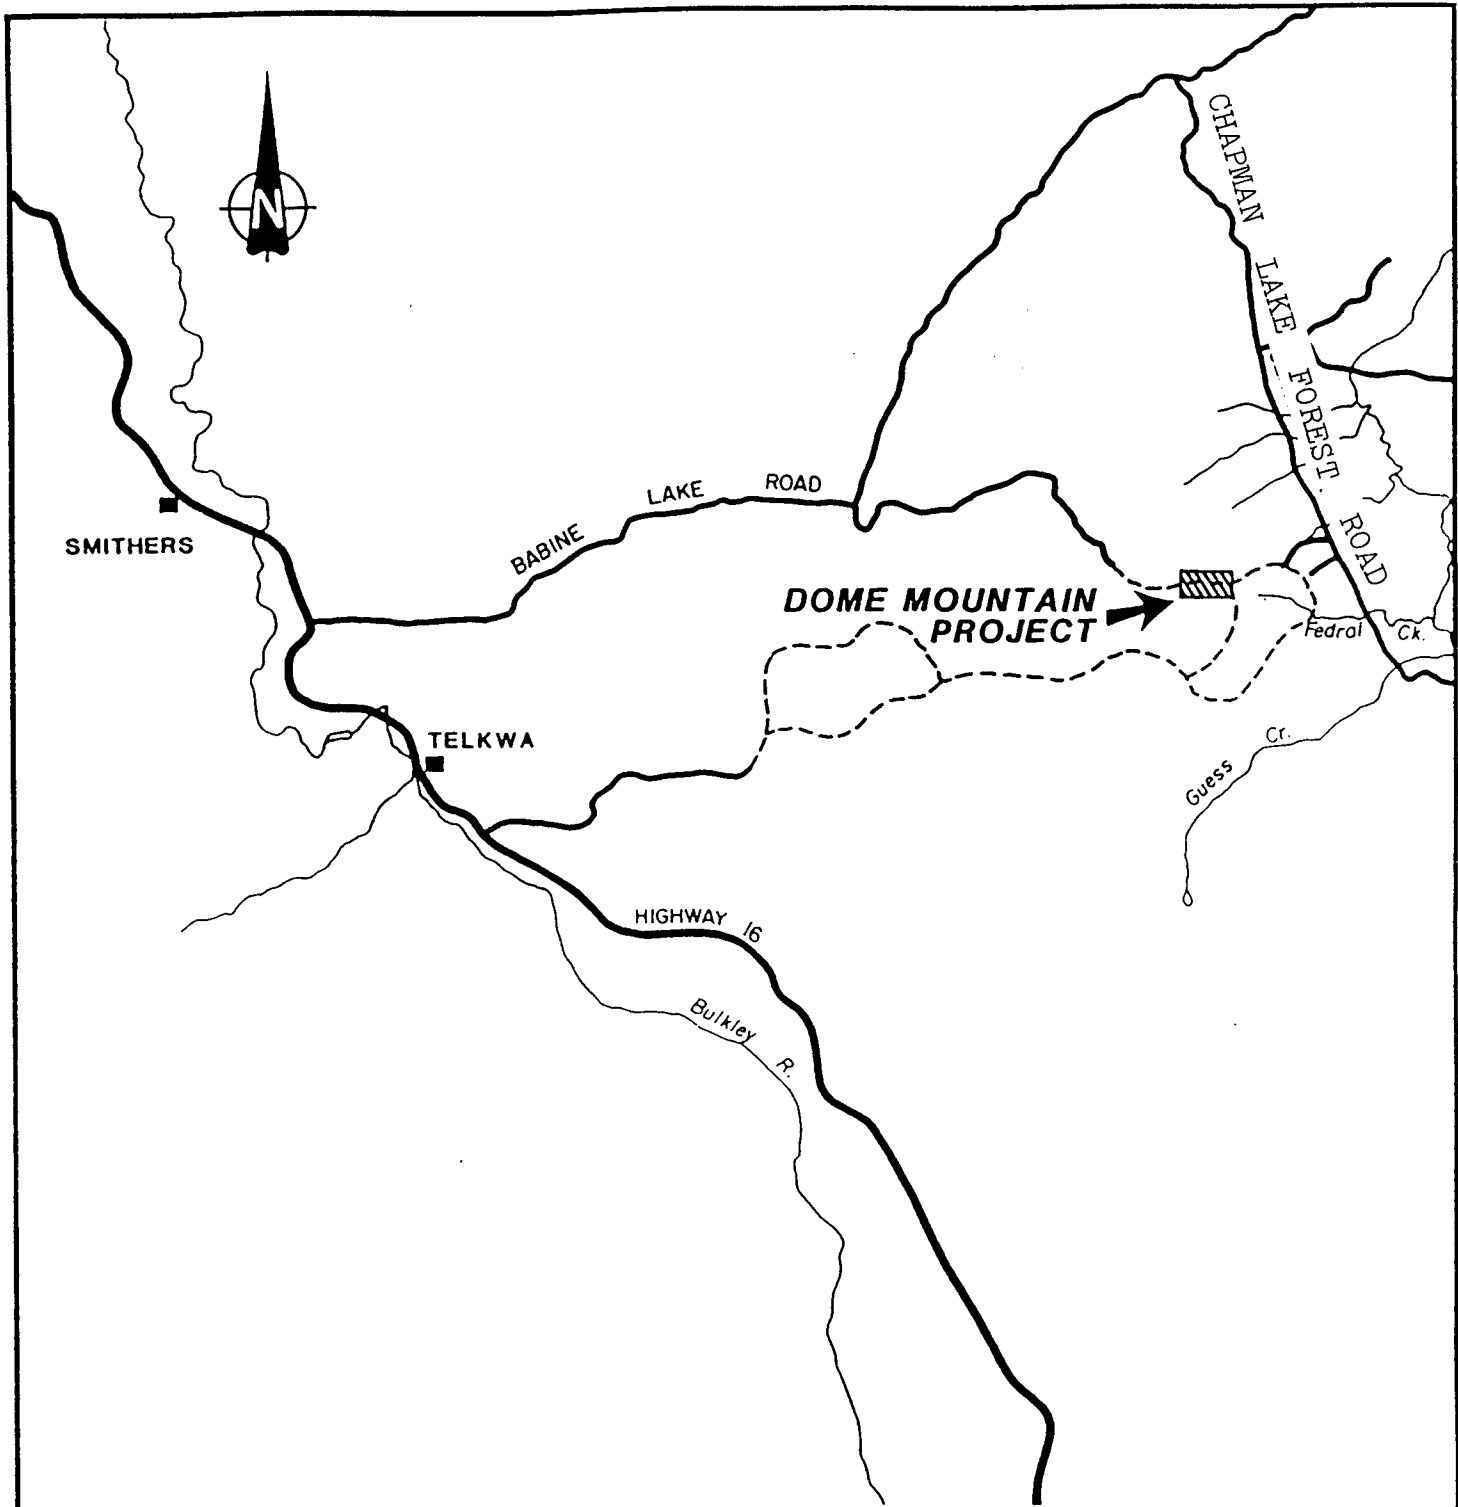 N
CHAPMAN LAKE FOREST ROAD
SMITHERS
BABINE LAKE ROAD
DOME MOUNTAIN
PROJECT
Fedral Ck.
TELKWA
Guess Cr.
HIGHWAY 16
Bulkley R.